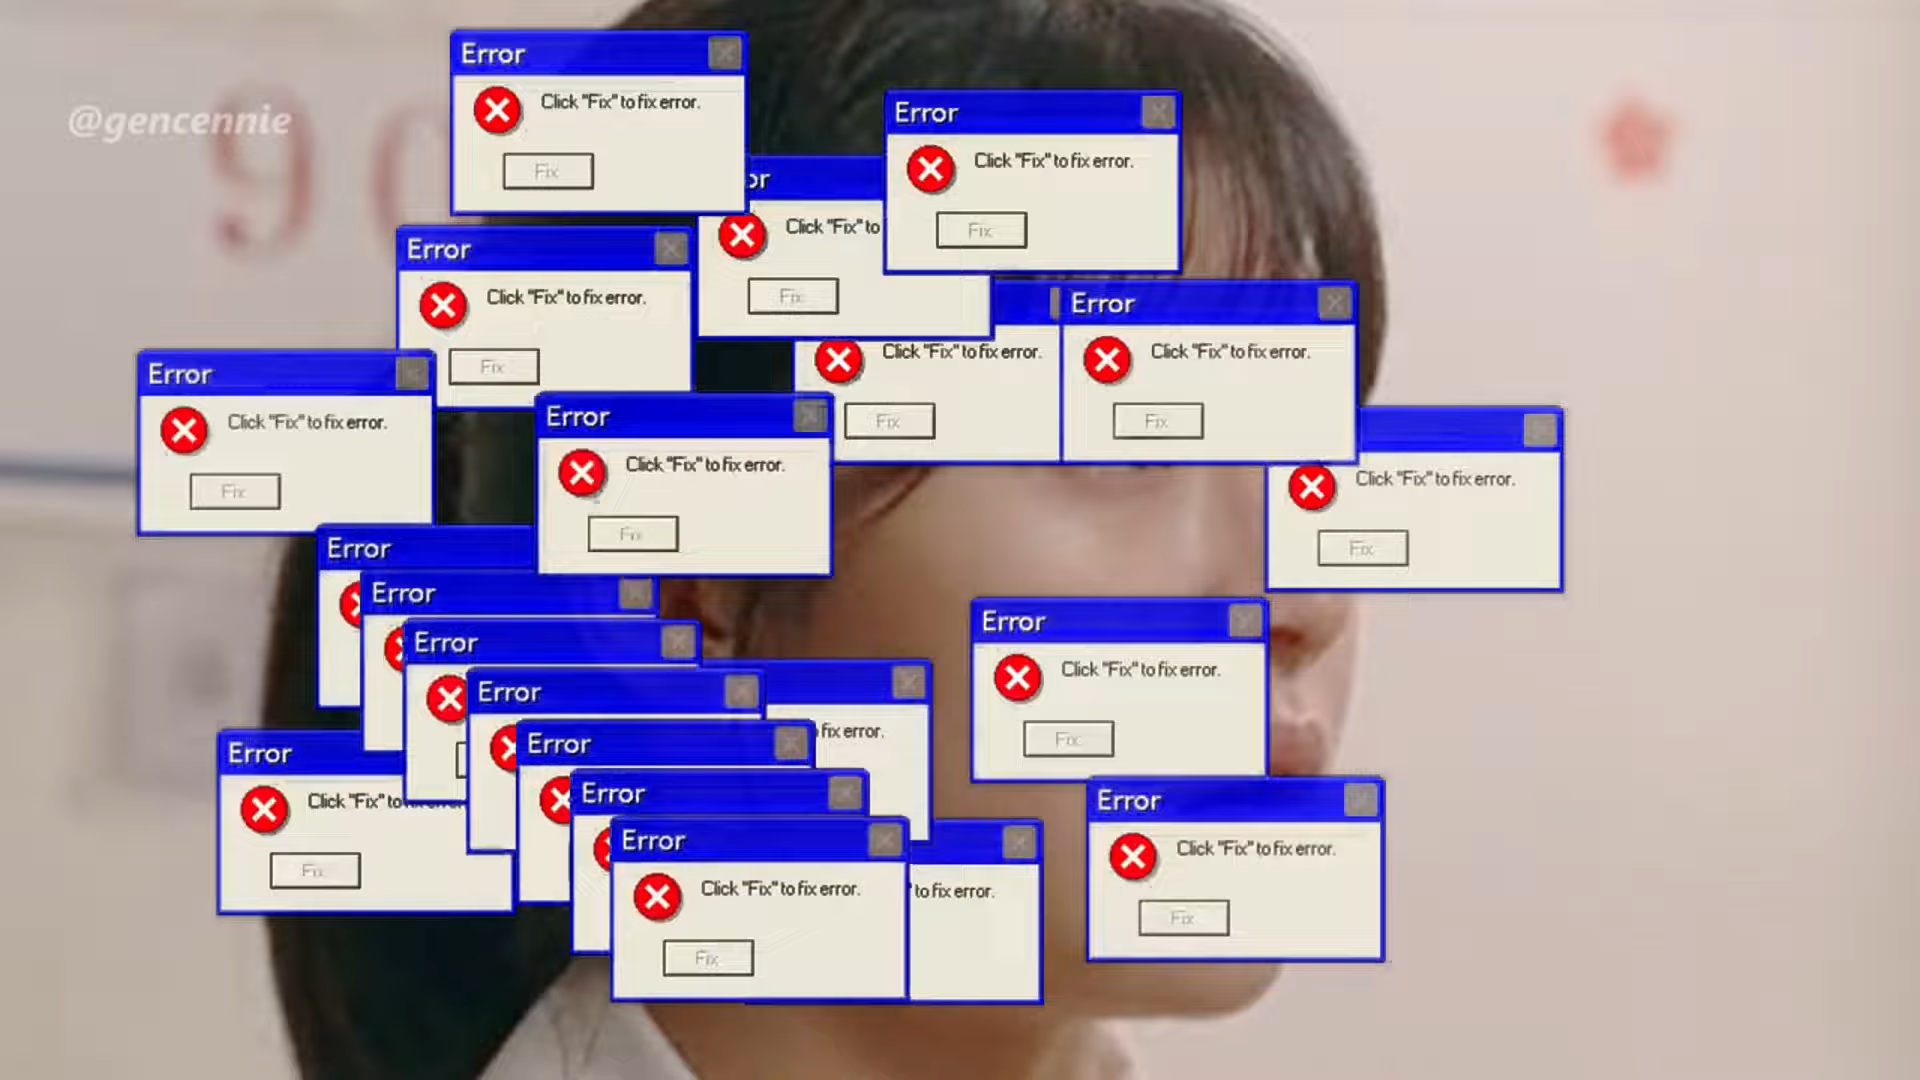 @gencennie
90
Error
Click "Fix" to fix error.
Fix
Error
Click "Fix" to fix error.
Fix
or
Click "Fix" to
Fix
Error
Click "Fix" to fix error.
Fix
Error
Click "Fix" to fix error.
Fix
Click "Fix" to fix error.
Fix
Error
Click "Fix" to fix error.
Fix
Error
Click "Fix" to fix error.
Fix
Click "Fix" to fix error.
Fix
Error
Error
Error
Error
Error
Error
Error
Click "Fix" to fix error.
Fix
fix error.
" to fix error.
Error
Click "Fix" to
Fix
Error
Click "Fix" to fix error.
Fix
Error
Click "Fix" to fix error.
Fix